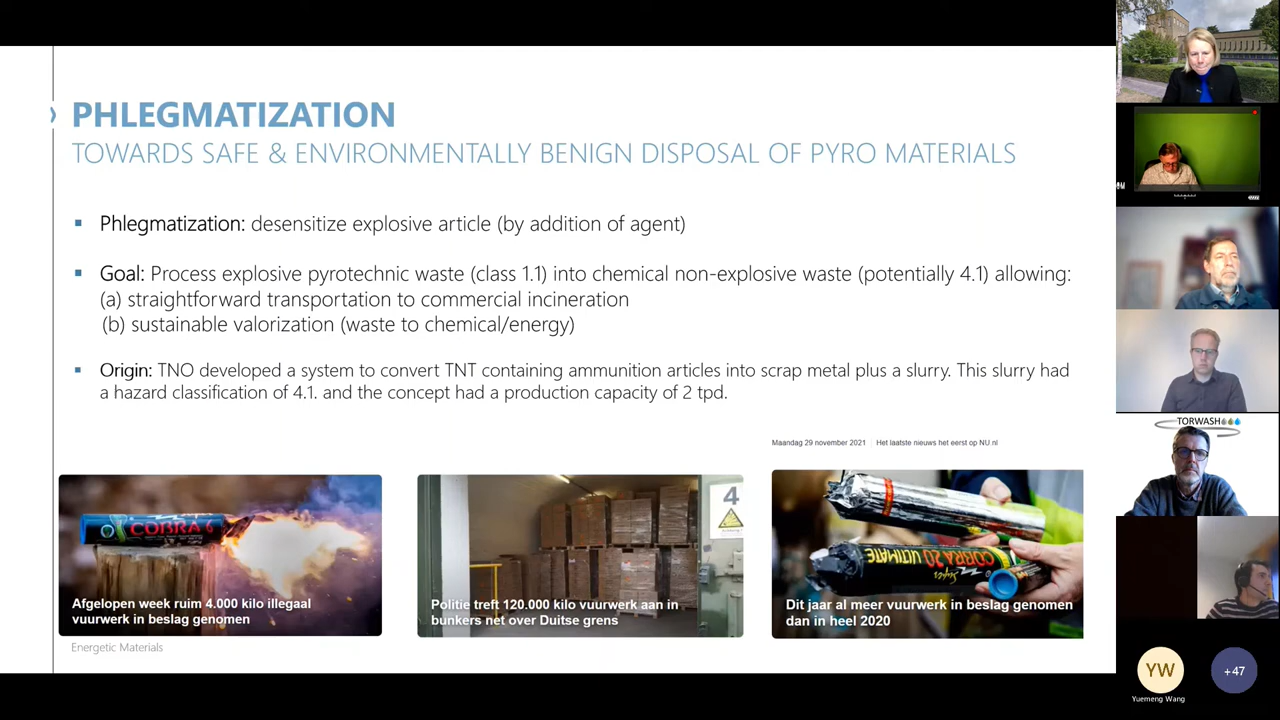 PHLEGMATIZATION
TOWARDS SAFE & ENVIRONMENTALLY BENIGN DISPOSAL OF PYRO MATERIALS
Phlegmatization: desensitize explosive article (by addition of agent)
Goal: Process explosive pyrotechnic waste (class 1.1) into chemical non-explosive waste (potentially 4.1) allowing:
(a) straightforward transportation to commercial incineration
(b) sustainable valorization (waste to chemical/energy)
Origin: TNO developed a system to convert TNT containing ammunition articles into scrap metal plus a slurry. This slurry had
a hazard classification of 4.1. and the concept had a production capacity of 2 tpd.
Maandag 29 november 2021 | Het laatste nieuws het eerst op NU.nl
COBRA 6
Afgelopen week ruim 4.000 kilo illegaal
vuurwerk in beslag genomen
4
Politie treft 120.000 kilo vuurwerk aan in
bunkers net over Duitse grens
Super
COBRA 20 ULTIMATE
Dit jaar al meer vuurwerk in beslag genomen
dan in heel 2020
Energetic Materials
TORWASH
YW
+47
Yuemeng Wang